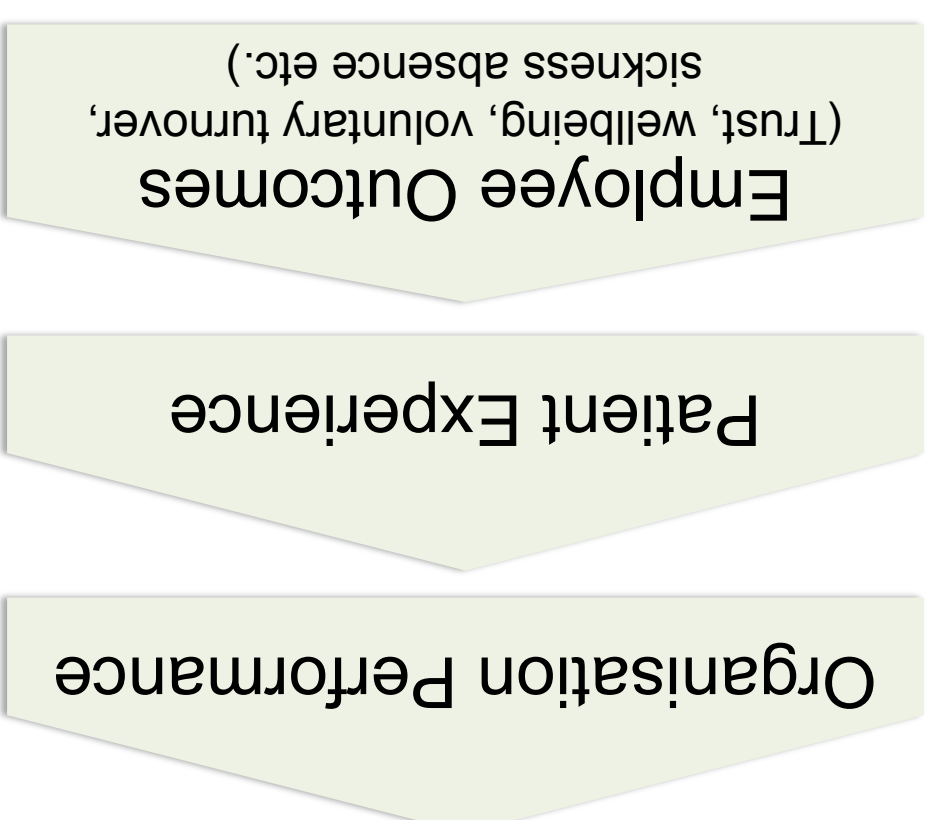 Organisation Performance
Patient Experience
Employee Outcomes
(Trust, wellbeing, voluntary turnover,
sickness absence etc.)